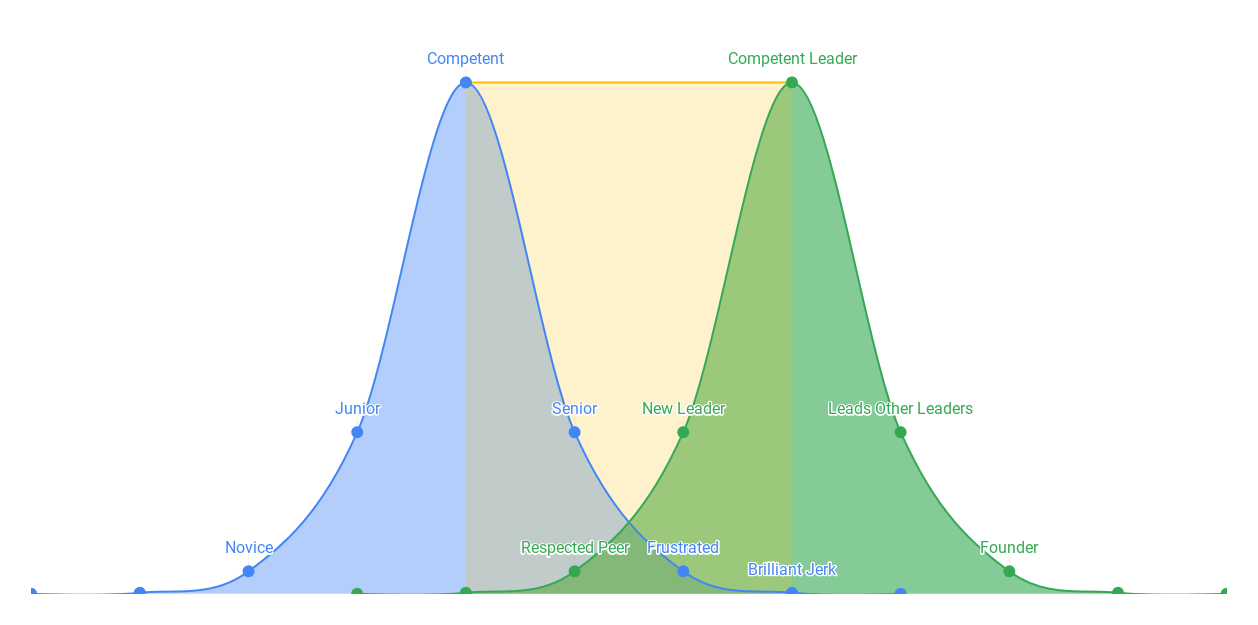 Competent
Competent Leader
Junior
Senior
New Leader
Leads Other Leaders
Novice
Respected Peer
Frustrated
Founder
Brilliant Jerk